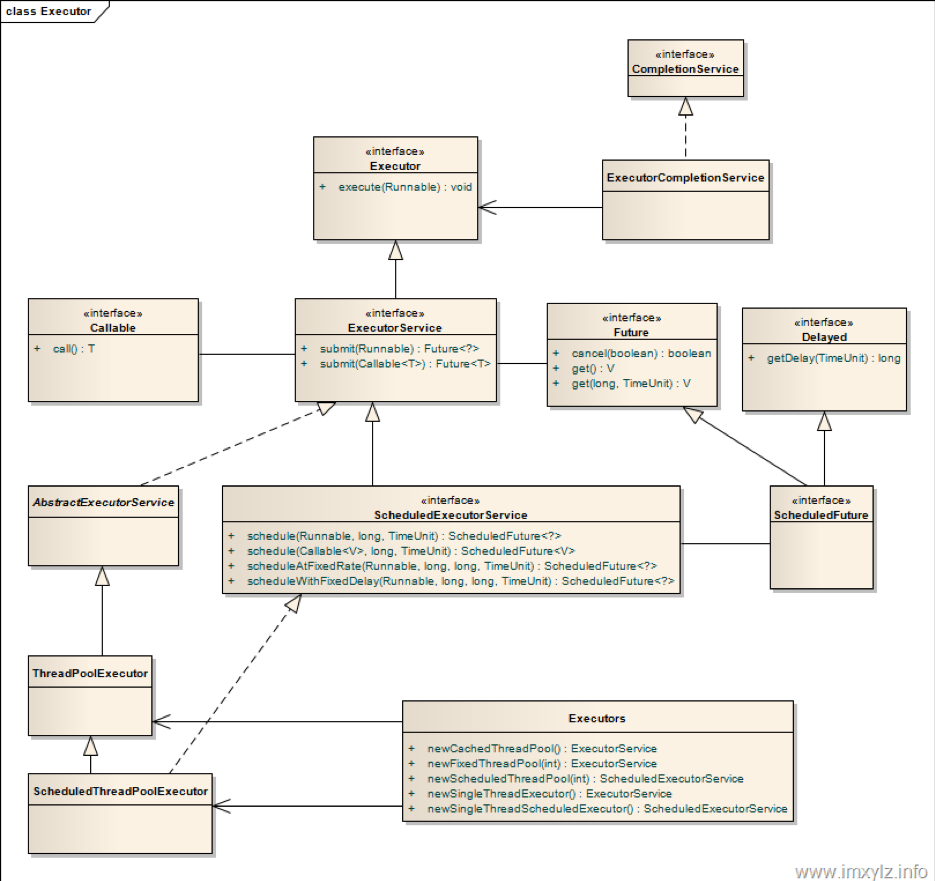 class Executor
«interface»
CompletionService
«interface»
Executor
+ execute(Runnable) : void
ExecutorCompletionService
«interface»
Callable
+ call() : T
«interface»
ExecutorService
+ submit(Runnable) : Future<?>
+ submit(Callable<T>) : Future<T>
«interface»
Future
+ cancel(boolean) : boolean
+ get() : V
+ get(long, TimeUnit) : V
«interface»
Delayed
+ getDelay(TimeUnit) : long
AbstractExecutorService
«interface»
ScheduledExecutorService
+ schedule(Runnable, long, TimeUnit) : ScheduledFuture<?>
+ schedule(Callable<V>, long, TimeUnit) : ScheduledFuture<V>
+ scheduleAtFixedRate(Runnable, long, long, TimeUnit) : ScheduledFuture<?>
+ scheduleWithFixedDelay(Runnable, long, long, TimeUnit) : ScheduledFuture<?>
«interface»
ScheduledFuture
ThreadPoolExecutor
Executors
+ newCachedThreadPool() : ExecutorService
+ newFixedThreadPool(int) : ExecutorService
+ newScheduledThreadPool(int) : ScheduledExecutorService
+ newSingleThreadExecutor() : ExecutorService
+ newSingleThreadScheduledExecutor() : ScheduledExecutorService
ScheduledThreadPoolExecutor
www.imxylz.info